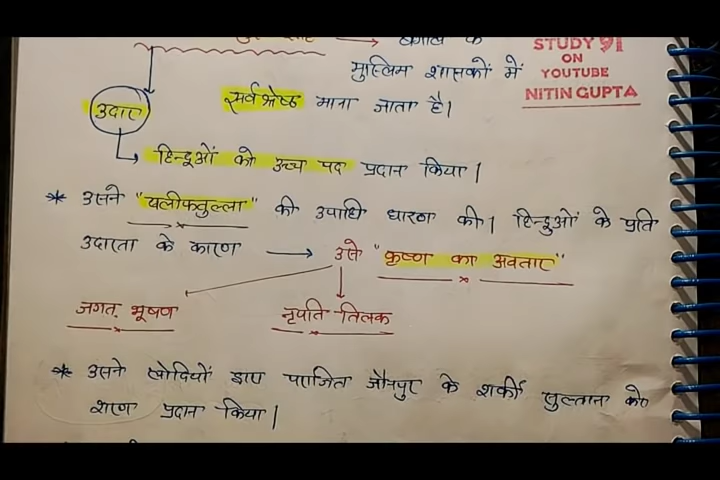 → बंगाल के
मुस्लिम शासकों में
सर्वश्रेष्ठ माना जाता है।
STUDY 91
ON
YOUTUBE
NITIN GUPTA
उदार
हिन्दुओं को उच्च पद प्रदान किया।
* उसने "खलीफतुल्ला" की उपाधि धारण की। हिन्दुओं के प्रति
उदारता के कारण → उसे "कृष्ण का अवतार"
जगत् भूषण
नृपति तिलक
* उसने लोदियों द्वारा पराजित जौनपुर के शर्की सुल्तान को
शरण प्रदान किया।